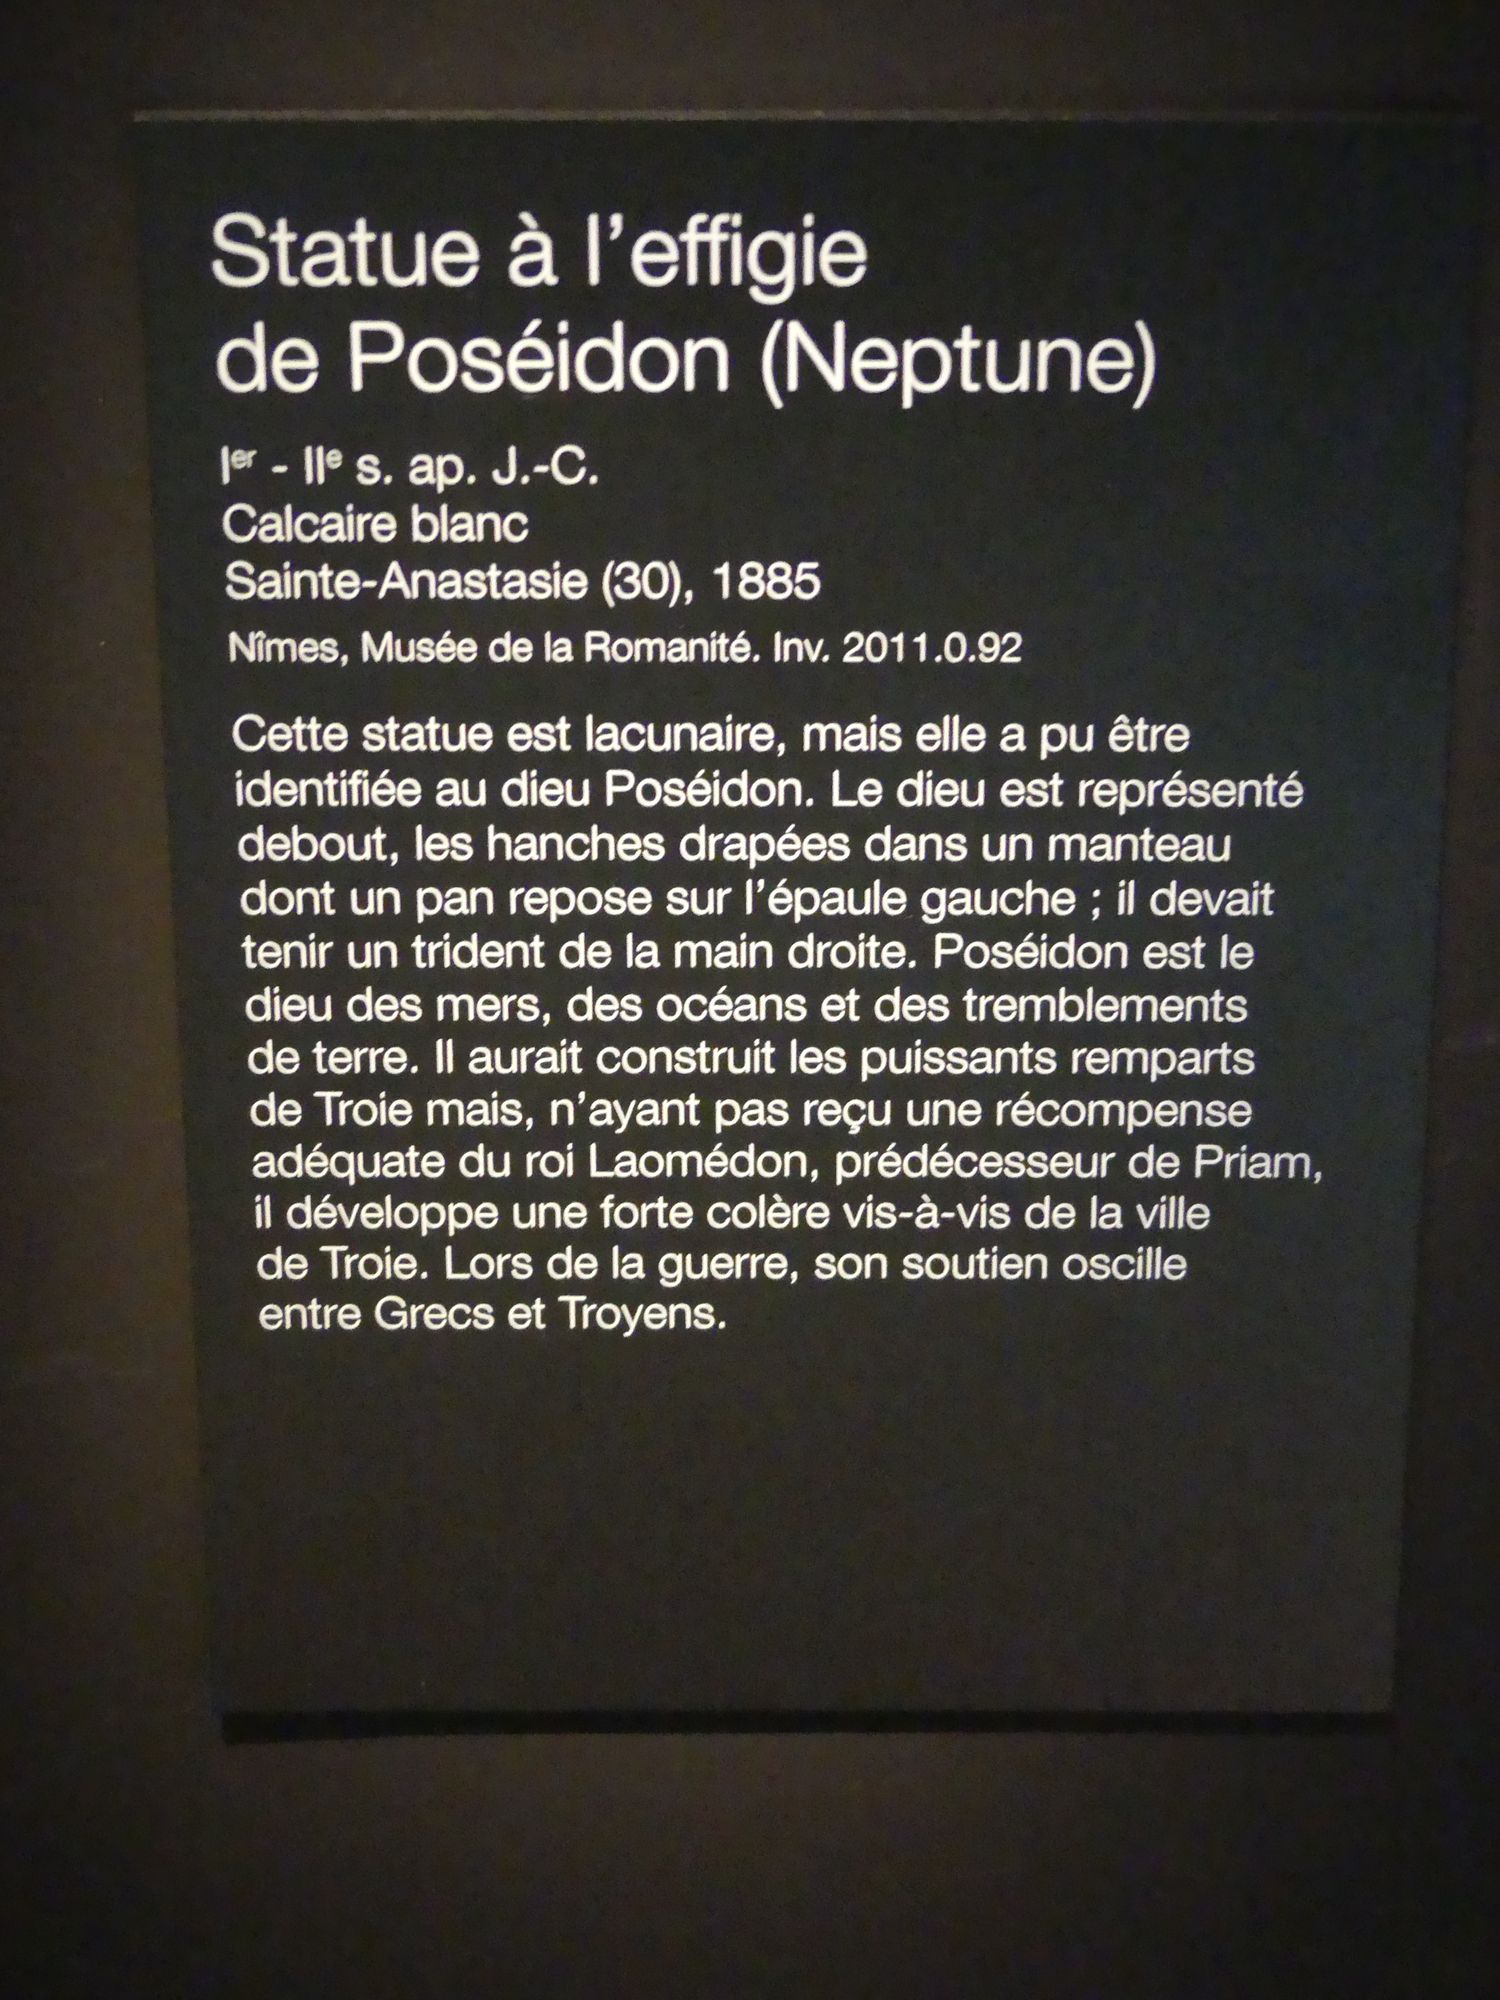 Statue à l'effigie
de Poséidon (Neptune)
Ier - IIe s. ap. J.-C.
Calcaire blanc
Sainte-Anastasie (30), 1885
Nîmes, Musée de la Romanité. Inv. 2011.0.92
Cette statue est lacunaire, mais elle a pu être
identifiée au dieu Poséidon. Le dieu est représenté
debout, les hanches drapées dans un manteau
dont un pan repose sur l'épaule gauche ; il devait
tenir un trident de la main droite. Poséidon est le
dieu des mers, des océans et des tremblements
de terre. Il aurait construit les puissants remparts
de Troie mais, n'ayant pas reçu une récompense
adéquate du roi Laomédon, prédécesseur de Priam,
il développe une forte colère vis-à-vis de la ville
de Troie. Lors de la guerre, son soutien oscille
entre Grecs et Troyens.